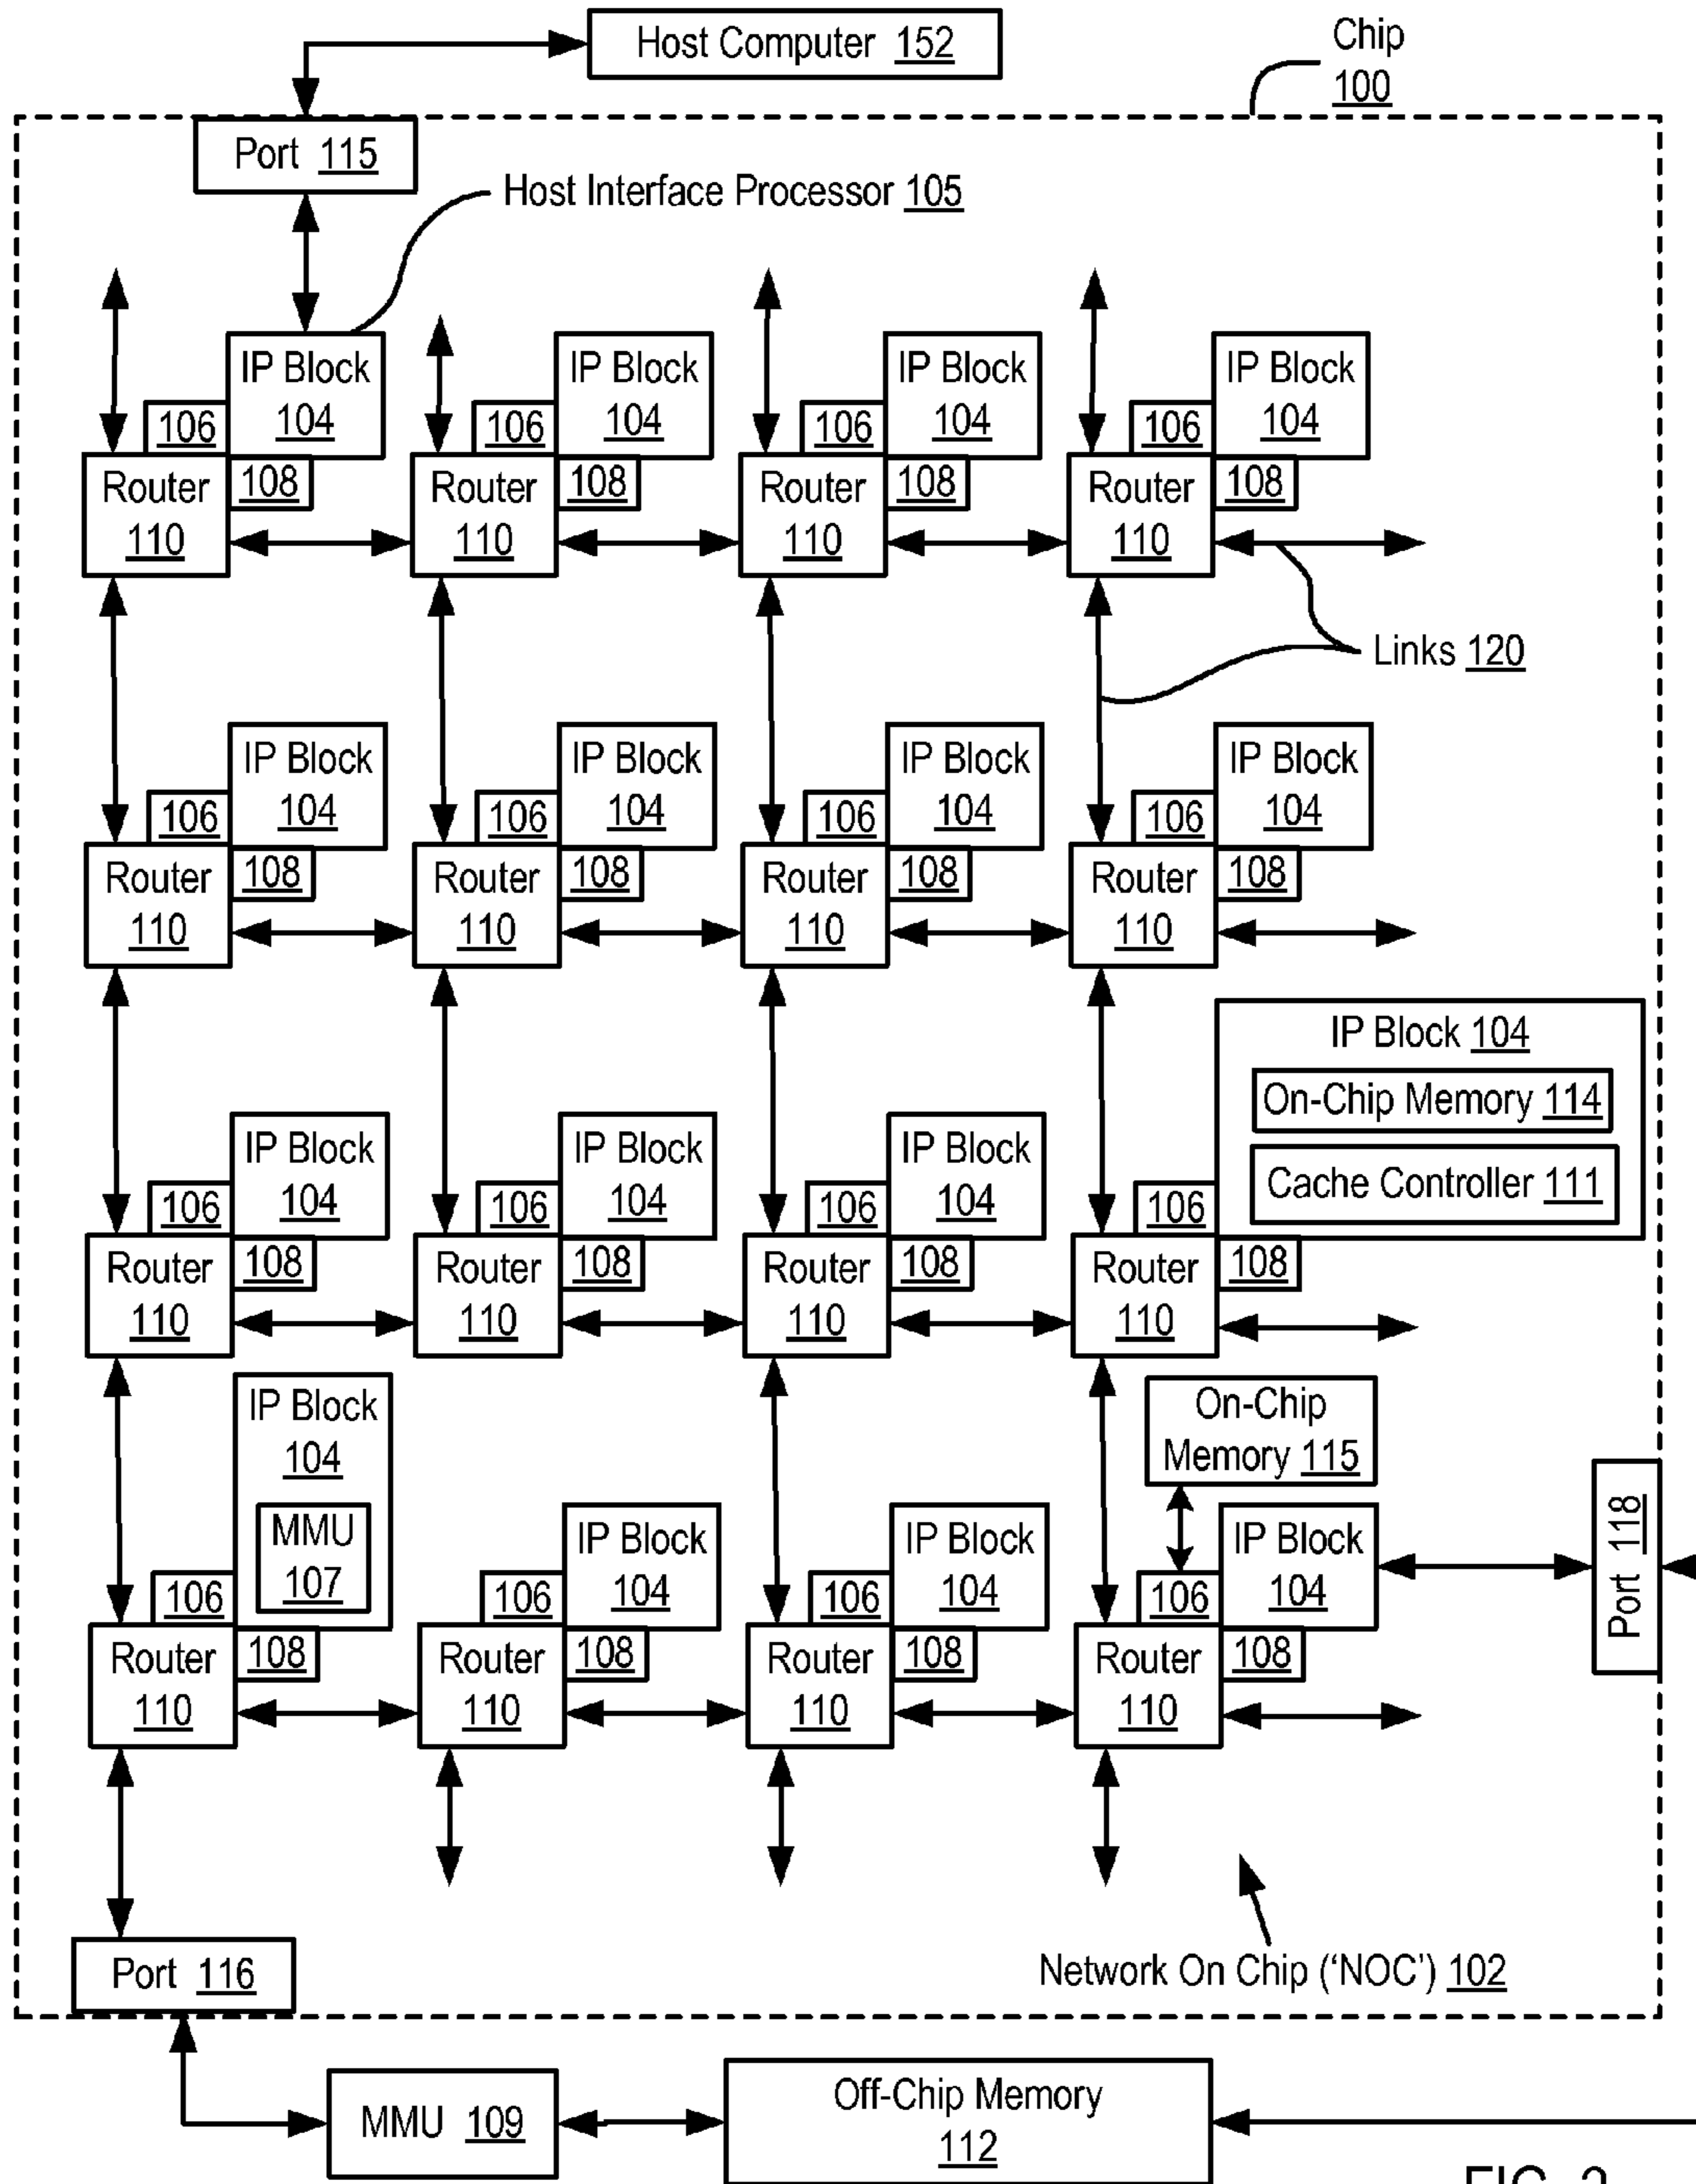 Host Computer 152
Chip
100
Port 115
Host Interface Processor 105
IP Block
104
106
108
Router
110
IP Block
104
106
108
Router
110
IP Block
104
106
108
Router
110
IP Block
104
106
108
Router
110
Links 120
IP Block
104
106
108
Router
110
IP Block
104
106
108
Router
110
IP Block
104
106
108
Router
110
IP Block
104
106
108
Router
110
IP Block
104
106
108
Router
110
IP Block
104
106
108
Router
110
IP Block
104
106
108
Router
110
IP Block 104
On-Chip Memory 114
Cache Controller 111
106
108
Router
110
IP Block
104
MMU
107
106
108
Router
110
IP Block
104
106
108
Router
110
IP Block
104
106
108
Router
110
On-Chip
Memory 115
IP Block
104
106
108
Router
110
Port 118
Port 116
Network On Chip (‘NOC’) 102
MMU 109
Off-Chip Memory
112
FIG. 2